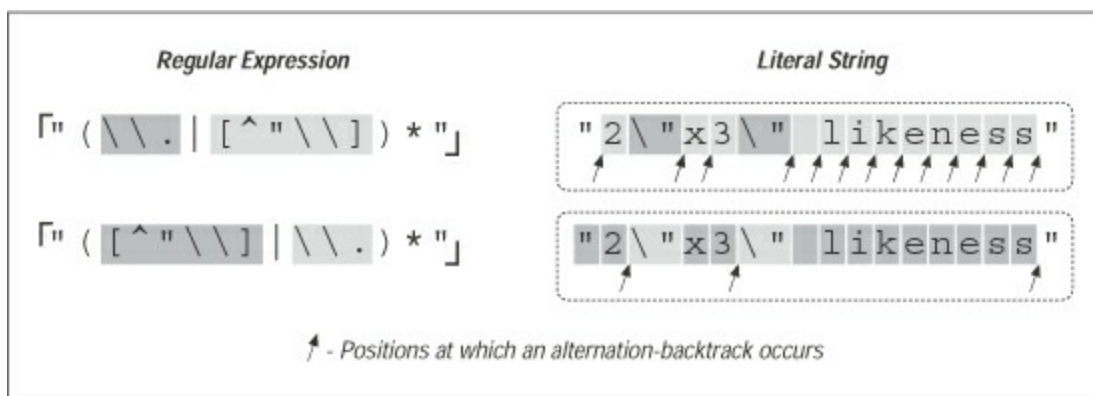 Regular Expression Literal String
⌈"(\\.|[^"\\])*"⌋ "2\"x3\" likeness"
⌈"([^"\\]|\\.)*"⌋ "2\"x3\" likeness"
- Positions at which an alternation-backtrack occurs